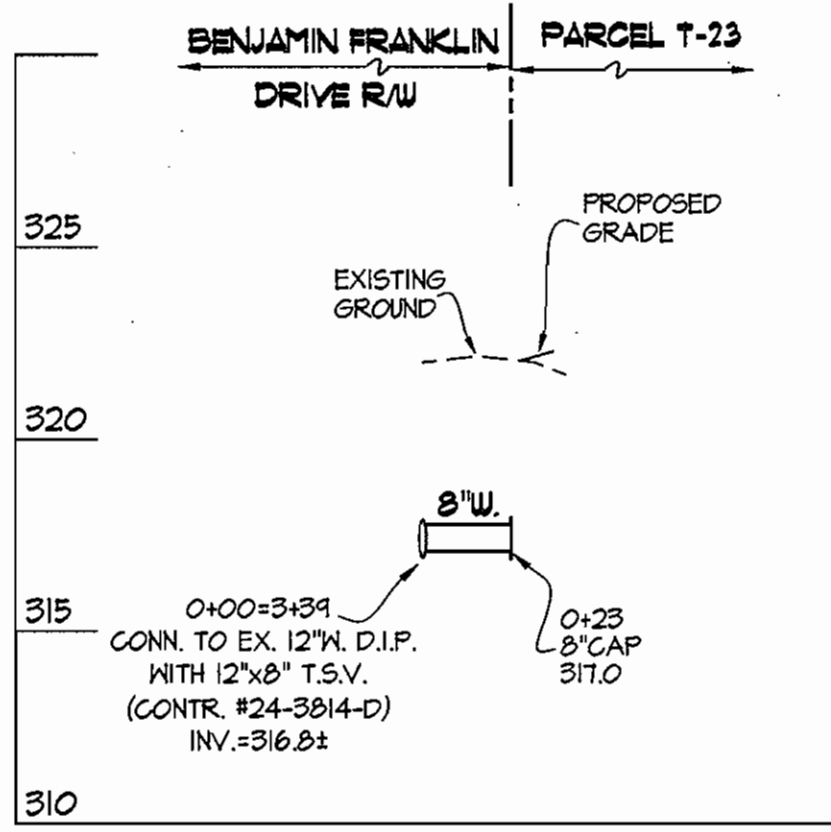 BENJAMIN FRANKLIN
DRIVE R/W
PARCEL T-23
325
PROPOSED
GRADE
EXISTING
GROUND
320
8"W.
315
0+00=3+39
CONN. TO EX. 12"W. D.I.P.
WITH 12"x8" T.S.V.
(CONTR. #24-3814-D)
INV.=316.8±
0+23
8"CAP
317.0
310